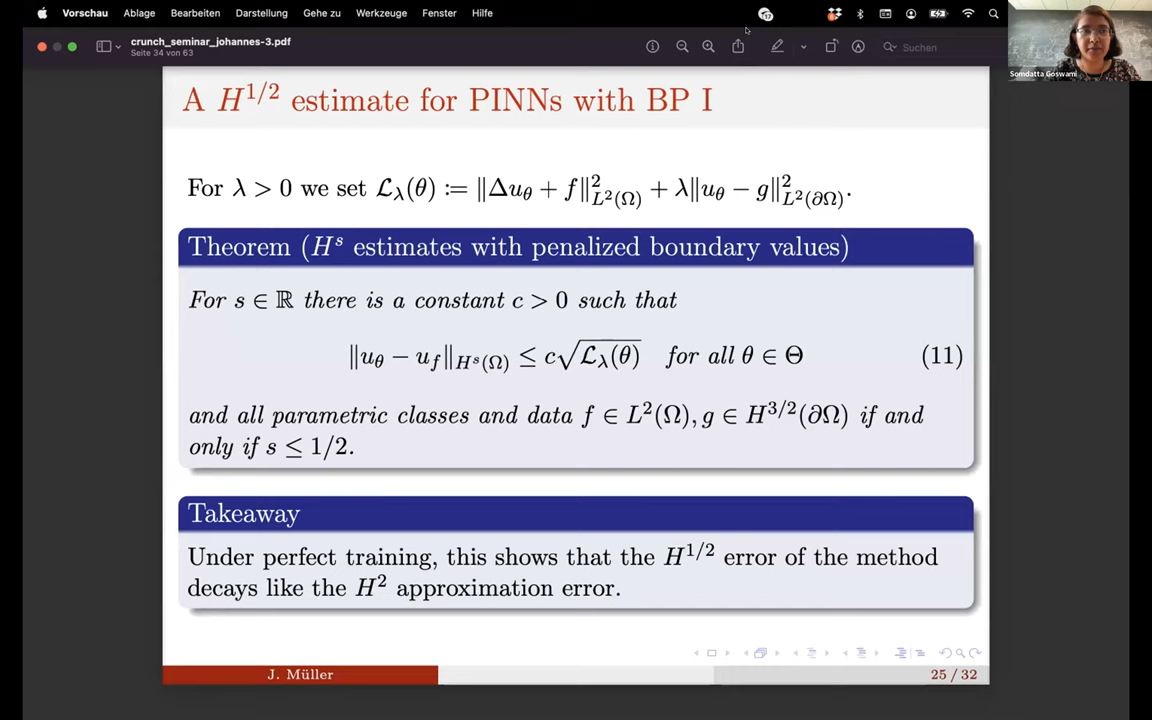 Vorschau Ablage Bearbeiten Darstellung Gehe zu Werkzeuge Fenster Hilfe
crunch_seminar_johannes-3.pdf
Seite 34 von 63
Suchen
Somdatta Goswami
A H^{1/2} estimate for PINNs with BP I
For λ > 0 we set ℒ_λ(θ) := ‖Δu_θ + f‖²_{L²(Ω)} + λ‖u_θ − g‖²_{L²(∂Ω)}.
Theorem (H^s estimates with penalized boundary values)
For s ∈ ℝ there is a constant c > 0 such that
‖u_θ − u_f‖_{H^s(Ω)} ≤ c√ℒ_λ(θ) for all θ ∈ Θ (11)
and all parametric classes and data f ∈ L²(Ω), g ∈ H^{3/2}(∂Ω) if and
only if s ≤ 1/2.
Takeaway
Under perfect training, this shows that the H^{1/2} error of the method
decays like the H² approximation error.
J. Müller
25 / 32